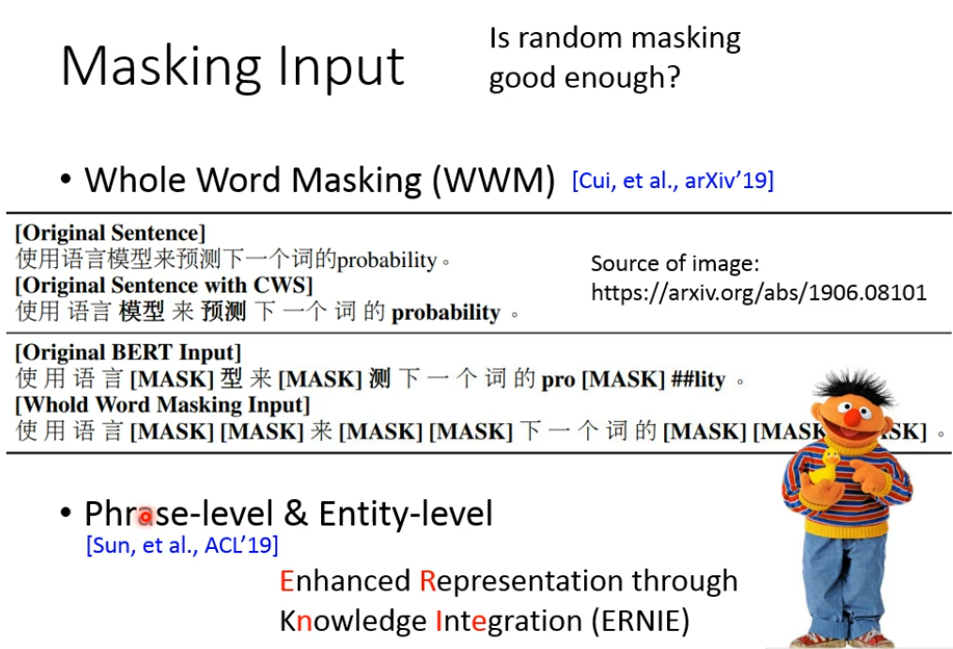 Masking Input
Is random masking
good enough?
• Whole Word Masking (WWM) [Cui, et al., arXiv'19]
[Original Sentence]
使用语言模型来预测下一个词的probability。
[Original Sentence with CWS]
使用 语言 模型 来 预测 下 一个 词 的 probability 。
Source of image:
https://arxiv.org/abs/1906.08101
[Original BERT Input]
使 用 语 言 [MASK] 型 来 [MASK] 测 下 一 个 词 的 pro [MASK] ##lity 。
[Whold Word Masking Input]
使 用 语 言 [MASK] [MASK] 来 [MASK] [MASK] 下 一 个 词 的 [MASK] [MASK SK] 。
• Phrase-level & Entity-level
[Sun, et al., ACL'19]
Enhanced Representation through
Knowledge Integration (ERNIE)